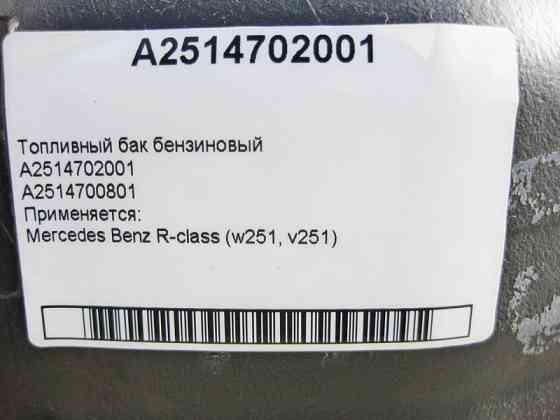 A2514702001
Топливный бак бензиновый
A2514702001
A2514700801
Применяется:
Mercedes Benz R-class (w251, v251)